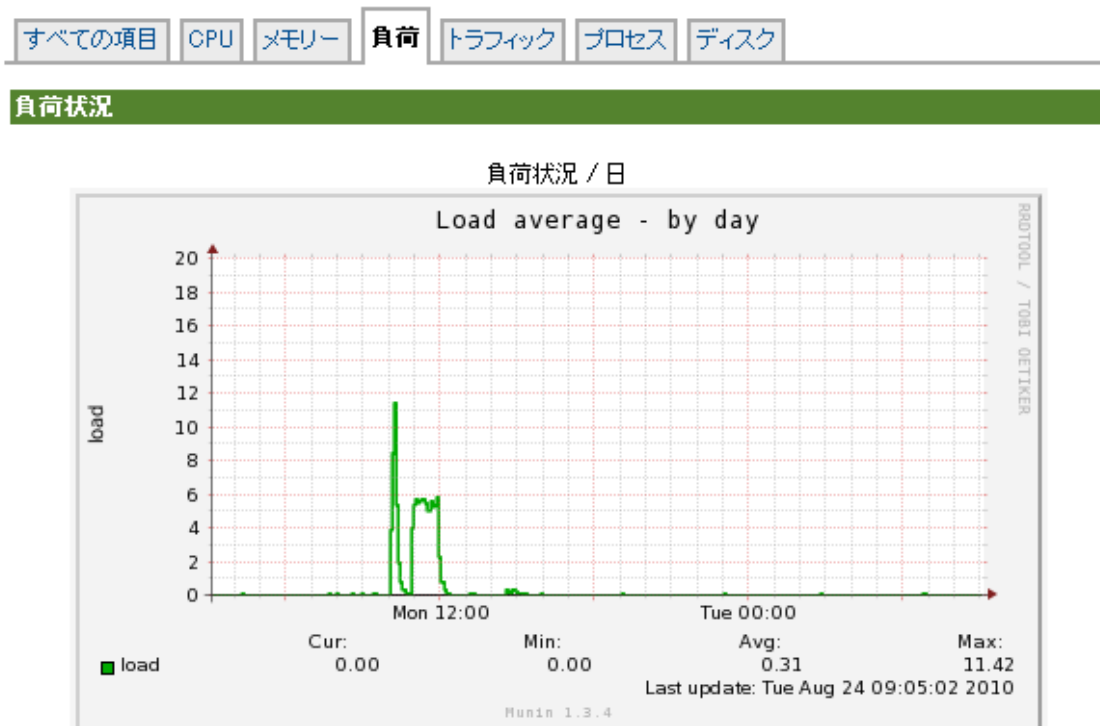 すべての項目 CPU メモリー 負荷 トラフィック プロセス ディスク
負荷状況
負荷状況 / 日
Load average - by day
RRDTOOL / TOBI OETIKER
load
20
18
16
14
12
10
8
6
4
2
0
Mon 12:00 Tue 00:00
Cur: Min: Avg: Max:
load 0.00 0.00 0.31 11.42
Last update: Tue Aug 24 09:05:02 2010
Munin 1.3.4